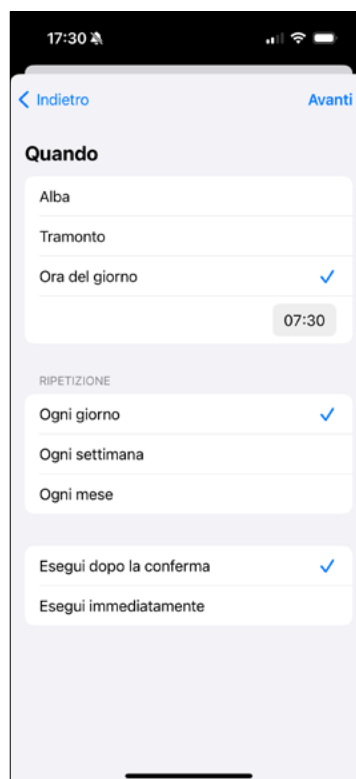 17:30
Indietro
Avanti
Quando
Alba
Tramonto
Ora del giorno
07:30
RIPETIZIONE
Ogni giorno
Ogni settimana
Ogni mese
Esegui dopo la conferma
Esegui immediatamente